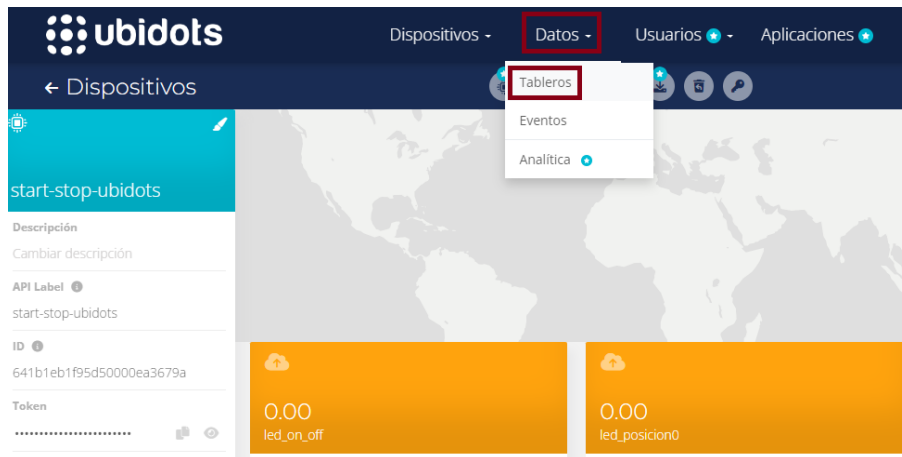 ubidots
Dispositivos
Datos
Usuarios
Aplicaciones
← Dispositivos
Tableros
Eventos
Analítica
start-stop-ubidots
Descripción
Cambiar descripción
API Label
start-stop-ubidots
ID
641b1eb1f95d50000ea3679a
Token
························
0.00
led_on_off
0.00
led_posicion0